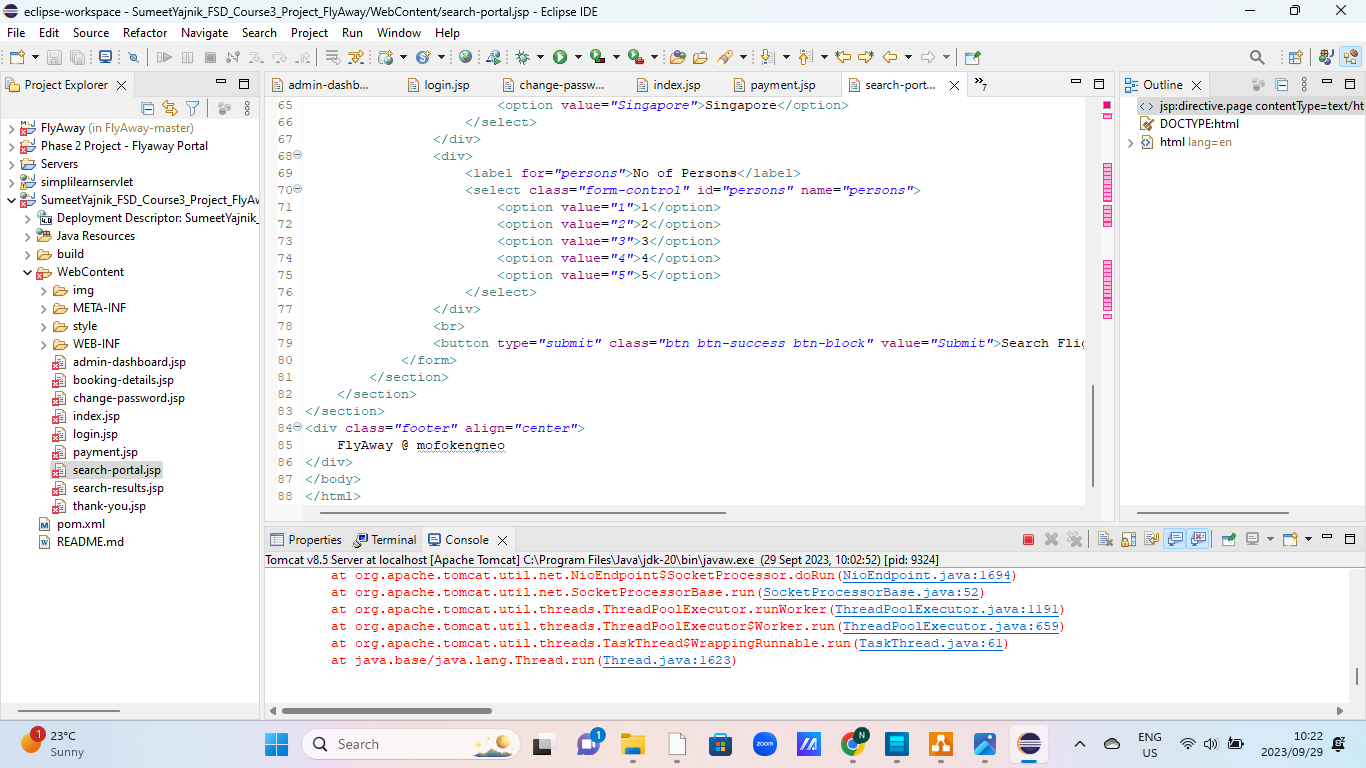 eclipse-workspace - SumeetYajnik_FSD_Course3_Project_FlyAway/WebContent/search-portal.jsp - Eclipse IDE
File Edit Source Refactor Navigate Search Project Run Window Help
Project Explorer
admin-dashb... login.jsp change-passw... index.jsp payment.jsp search-port... 7
Outline
FlyAway (in FlyAway-master)
Phase 2 Project - Flyaway Portal
Servers
simplilearnservlet
SumeetYajnik_FSD_Course3_Project_FlyAw
Deployment Descriptor: SumeetYajnik_
Java Resources
build
WebContent
img
META-INF
style
WEB-INF
admin-dashboard.jsp
booking-details.jsp
change-password.jsp
index.jsp
login.jsp
payment.jsp
search-portal.jsp
search-results.jsp
thank-you.jsp
pom.xml
README.md
65 <option value="Singapore">Singapore</option>
66 </select>
67 </div>
68 <div>
69 <label for="persons">No of Persons</label>
70 <select class="form-control" id="persons" name="persons">
71 <option value="1">1</option>
72 <option value="2">2</option>
73 <option value="3">3</option>
74 <option value="4">4</option>
75 <option value="5">5</option>
76 </select>
77 </div>
78 <br>
79 <button type="submit" class="btn btn-success btn-block" value="Submit">Search Flig
80 </form>
81 </section>
82 </section>
83 </section>
84 <div class="footer" align="center">
85 FlyAway @ mofokengneo
86 </div>
87 </body>
88 </html>
jsp:directive.page contentType=text/ht
DOCTYPE:html
html lang=en
Properties Terminal Console
Tomcat v8.5 Server at localhost [Apache Tomcat] C:\Program Files\Java\jdk-20\bin\javaw.exe (29 Sept 2023, 10:02:52) [pid: 9324]
at org.apache.tomcat.util.net.NioEndpoint$SocketProcessor.doRun(NioEndpoint.java:1694)
at org.apache.tomcat.util.net.SocketProcessorBase.run(SocketProcessorBase.java:52)
at org.apache.tomcat.util.threads.ThreadPoolExecutor.runWorker(ThreadPoolExecutor.java:1191)
at org.apache.tomcat.util.threads.ThreadPoolExecutor$Worker.run(ThreadPoolExecutor.java:659)
at org.apache.tomcat.util.threads.TaskThread$WrappingRunnable.run(TaskThread.java:61)
at java.base/java.lang.Thread.run(Thread.java:1623)
1
23°C
Sunny
Search
1
zoom
N
ENG
US
10:22
2023/09/29